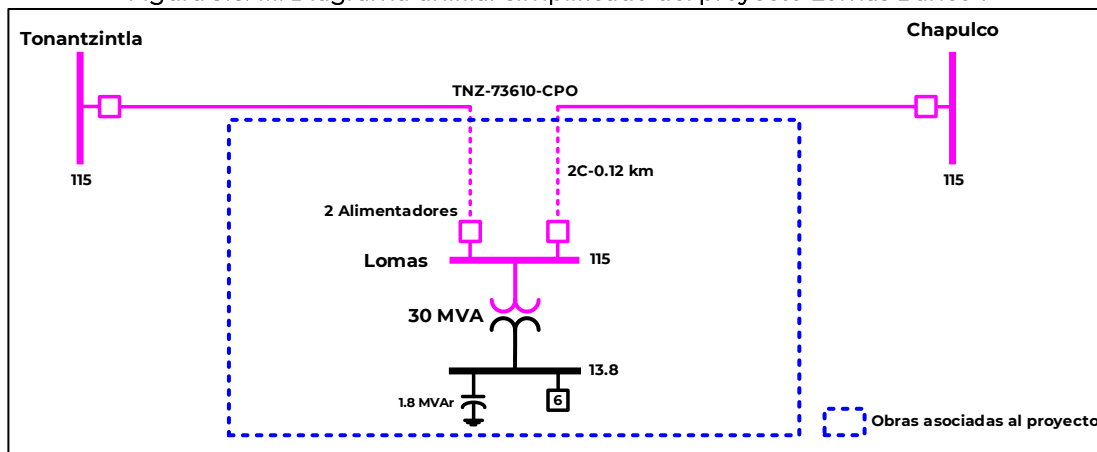 Tonantzintla
Chapulco
TNZ-73610-CPO
115
2C-0.12 km
115
2 Alimentadores
Lomas
115
30 MVA
13.8
1.8 MVAr
6
Obras asociadas al proyecto